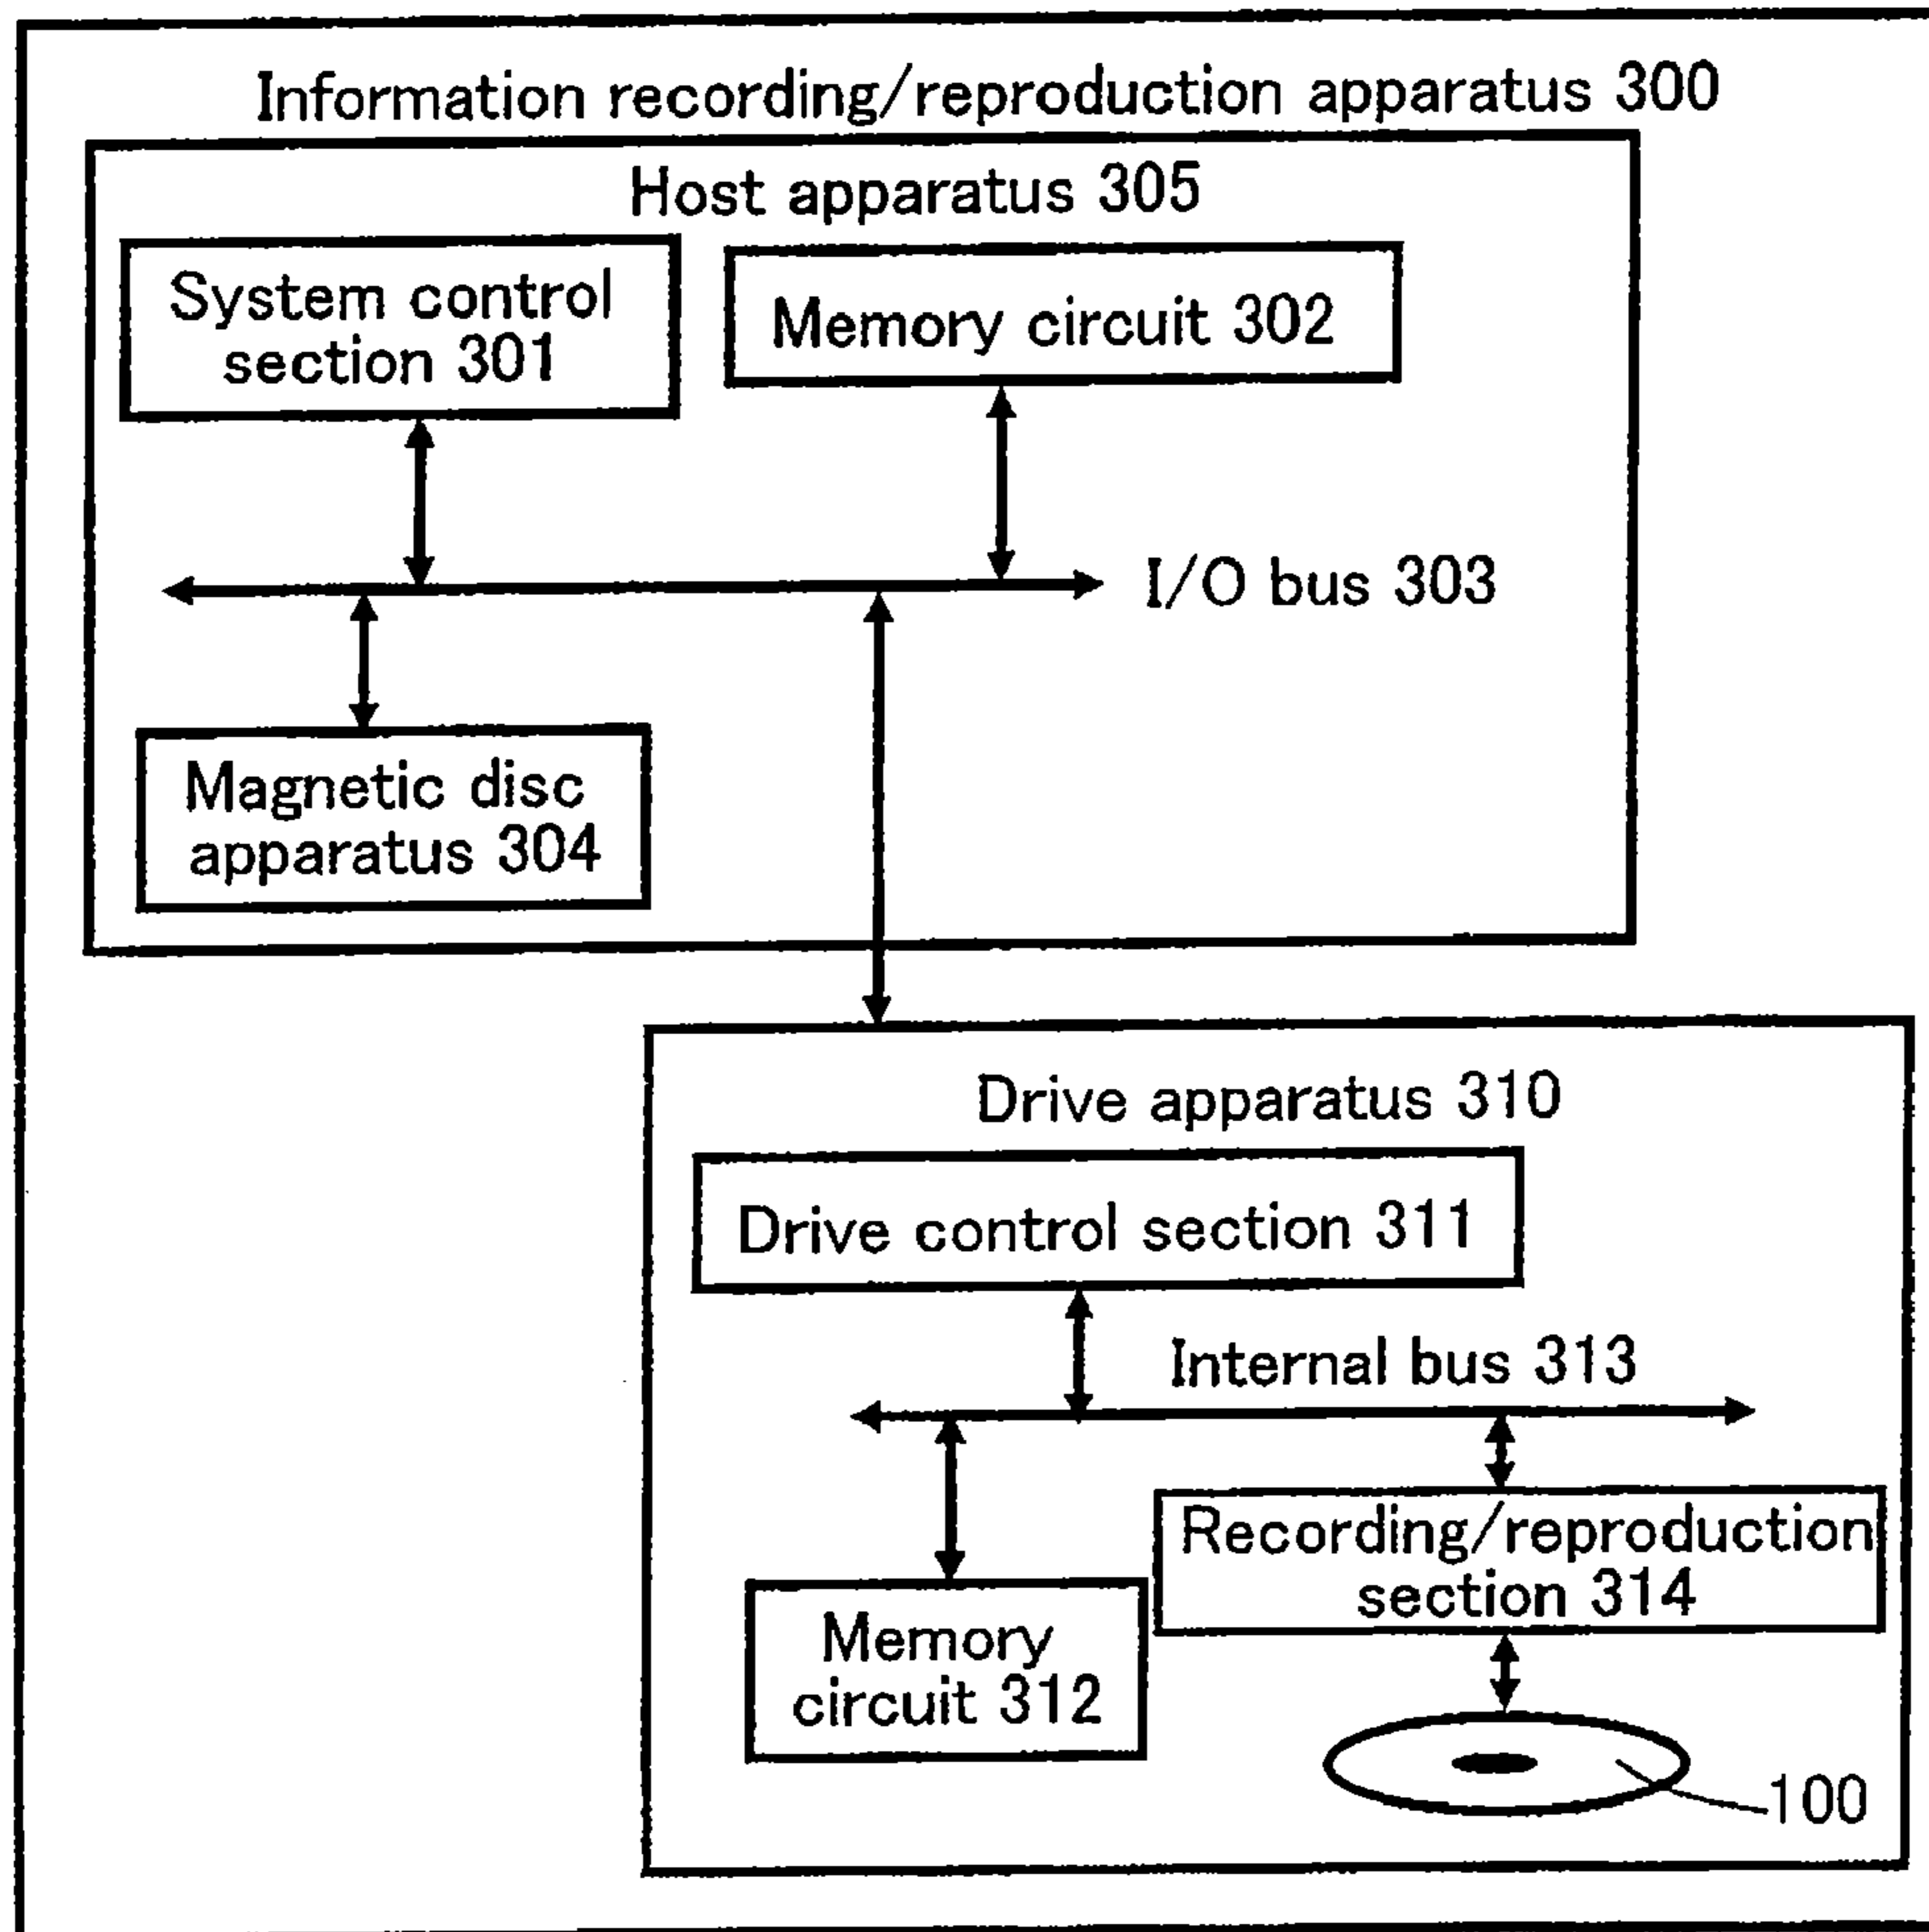 Information recording/reproduction apparatus 300
Host apparatus 305
System control
section 301
Memory circuit 302
I/O bus 303
Magnetic disc
apparatus 304
Drive apparatus 310
Drive control section 311
Internal bus 313
Recording/reproduction
section 314
Memory
circuit 312
100